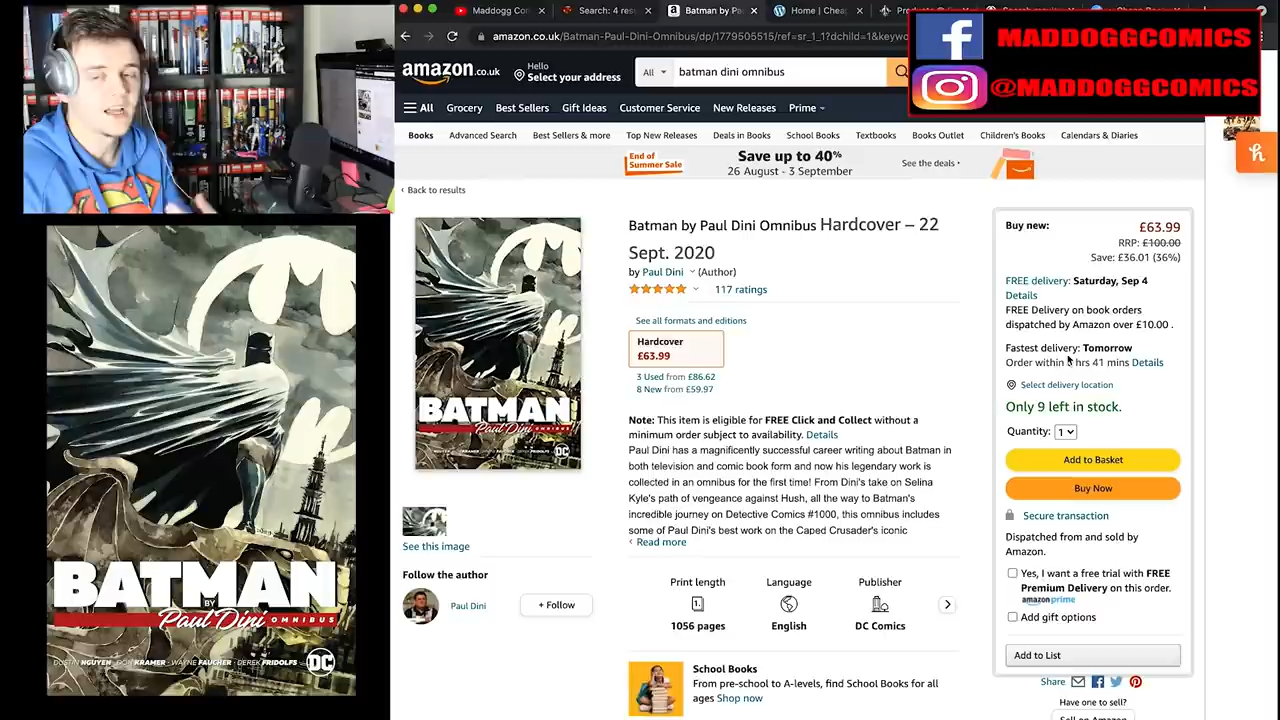 MADDOGGCOMICS
@MADDOGGCOMICS
amazon.co.uk/Batman-Paul-Dini-Omnibus/dp/1779505515/ref=sr_1_1?dchild=1&keywo
amazon.co.uk
Hello
Select your address
All
batman dini omnibus
All Grocery Best Sellers Gift Ideas Customer Service New Releases Prime
Books Advanced Search Best Sellers & more Top New Releases Deals in Books School Books Textbooks Books Outlet Children's Books Calendars & Diaries
End of
Summer Sale
Save up to 40%
26 August - 3 September
See the deals
‹ Back to results
BATMAN
BY
Paul Dini OMNIBUS
DUSTIN NGUYEN · DON KRAMER · WAYNE FAUCHER · DEREK FRIDOLFS
DC
BATMAN
Paul Dini OMNIBUS
DC
See this image
Follow the author
Paul Dini
+ Follow
Batman by Paul Dini Omnibus Hardcover – 22
Sept. 2020
by Paul Dini (Author)
117 ratings
See all formats and editions
Hardcover
£63.99
3 Used from £86.62
8 New from £59.97
Note: This item is eligible for FREE Click and Collect without a
minimum order subject to availability. Details
Paul Dini has a magnificently successful career writing about Batman in
both television and comic book form and now his legendary work is
collected in an omnibus for the first time! From Dini's take on Selina
Kyle's path of vengeance against Hush, all the way to Batman's
incredible journey on Detective Comics #1000, this omnibus includes
some of Paul Dini's best work on the Caped Crusader's iconic
Read more
Print length
1056 pages
Language
English
Publisher
DC Comics
School Books
From pre-school to A-levels, find School Books for all
ages Shop now
Buy new:
£63.99
RRP: £100.00
Save: £36.01 (36%)
FREE delivery: Saturday, Sep 4
Details
FREE Delivery on book orders
dispatched by Amazon over £10.00 .
Fastest delivery: Tomorrow
Order within hrs 41 mins Details
Select delivery location
Only 9 left in stock.
Quantity: 1
Add to Basket
Buy Now
Secure transaction
Dispatched from and sold by
Amazon.
Yes, I want a free trial with FREE
Premium Delivery on this order.
amazon prime
Add gift options
Add to List
Share
Have one to sell?
Sell on Amazon